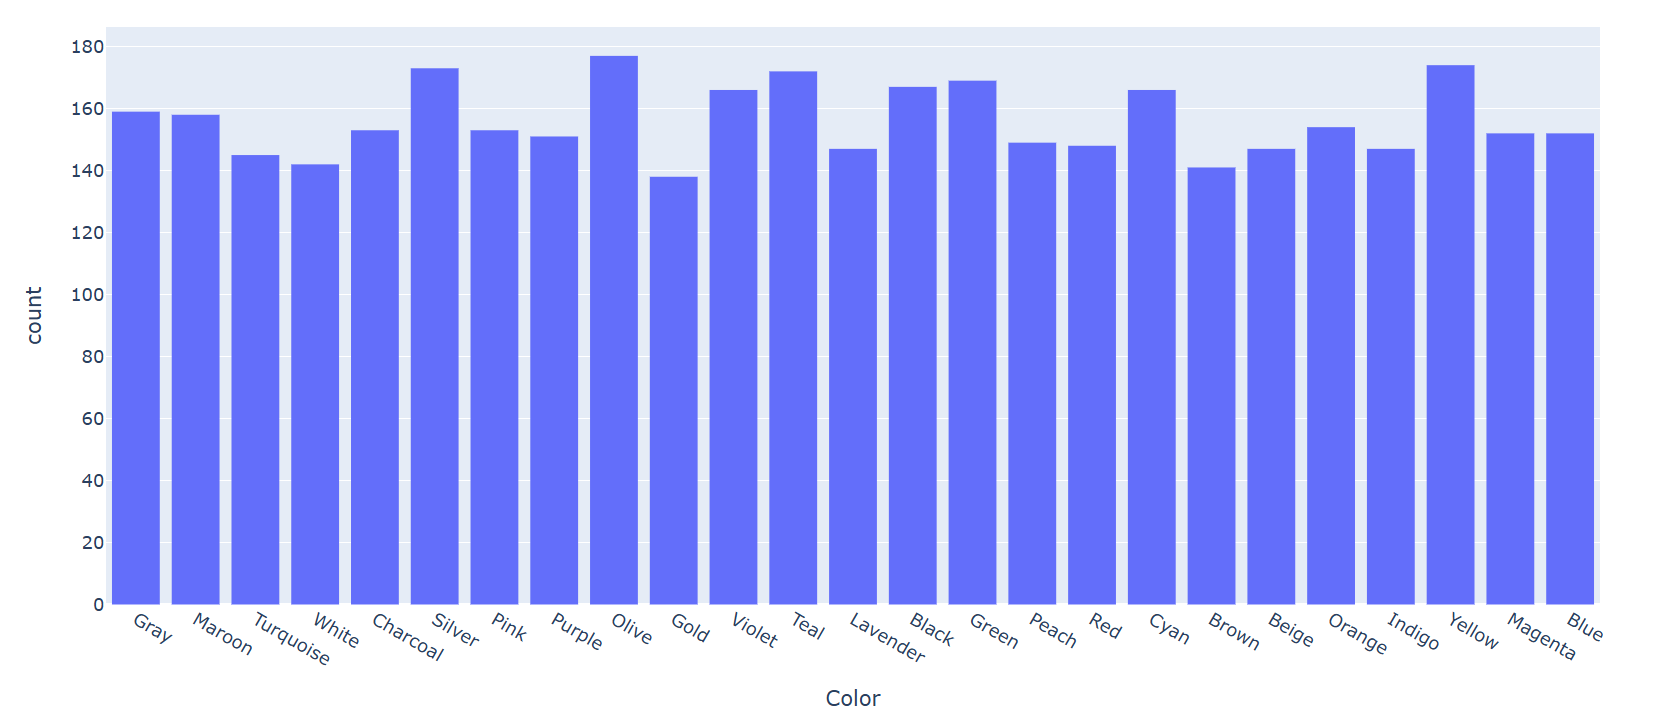 180
160
140
120
100
80
60
40
20
0
count
Gray
Maroon
Turquoise
White
Charcoal
Silver
Pink
Purple
Olive
Gold
Violet
Teal
Lavender
Black
Green
Peach
Red
Cyan
Brown
Beige
Orange
Indigo
Yellow
Magenta
Blue
Color